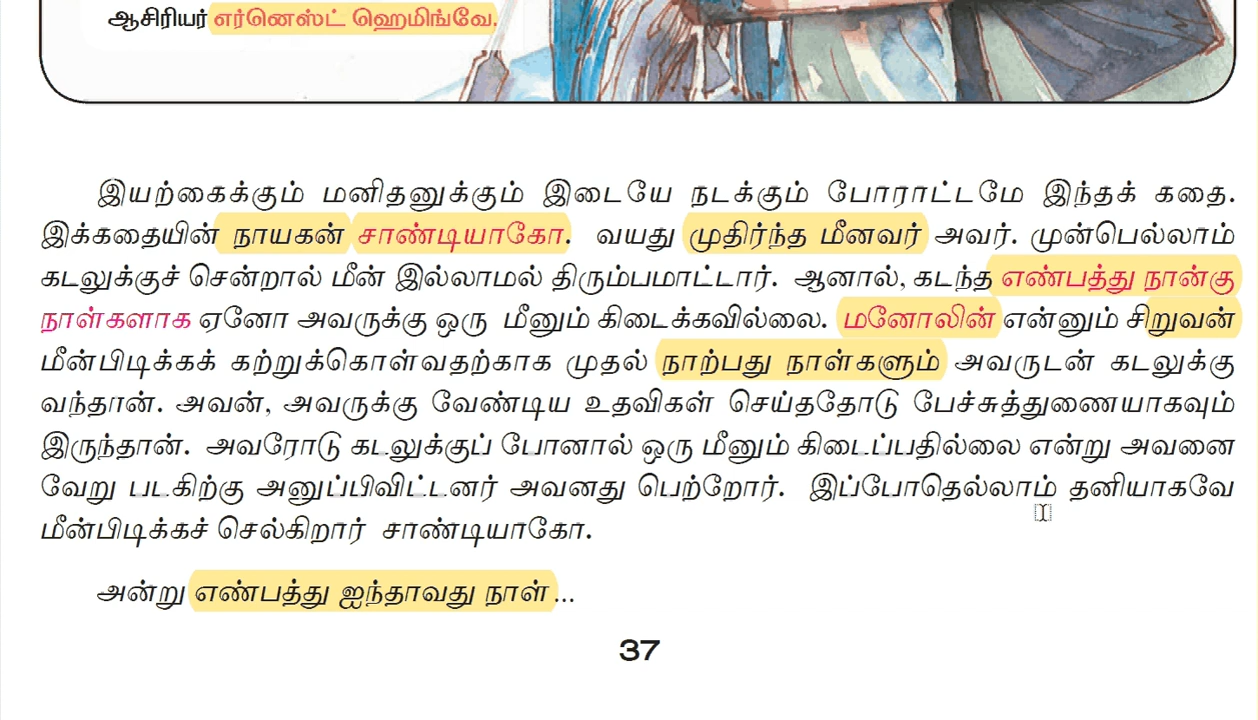 ஆசிரியர் எர்னெஸ்ட் ஹெமிங்வே.
இயற்கைக்கும் மனிதனுக்கும் இடையே நடக்கும் போராட்டமே இந்தக் கதை.
இக்கதையின் நாயகன் சாண்டியாகோ. வயது முதிர்ந்த மீனவர் அவர். முன்பெல்லாம்
கடலுக்குச் சென்றால் மீன் இல்லாமல் திரும்பமாட்டார். ஆனால், கடந்த எண்பத்து நான்கு
நாள்களாக ஏனோ அவருக்கு ஒரு மீனும் கிடைக்கவில்லை. மனோலின் என்னும் சிறுவன்
மீன்பிடிக்கக் கற்றுக்கொள்வதற்காக முதல் நாற்பது நாள்களும் அவருடன் கடலுக்கு
வந்தான். அவன், அவருக்கு வேண்டிய உதவிகள் செய்ததோடு பேச்சுத்துணையாகவும்
இருந்தான். அவரோடு கடலுக்குப் போனால் ஒரு மீனும் கிடைப்பதில்லை என்று அவனை
வேறு படகிற்கு அனுப்பிவிட்டனர் அவனது பெற்றோர். இப்போதெல்லாம் தனியாகவே
மீன்பிடிக்கச் செல்கிறார் சாண்டியாகோ.
அன்று எண்பத்து ஐந்தாவது நாள்...
37